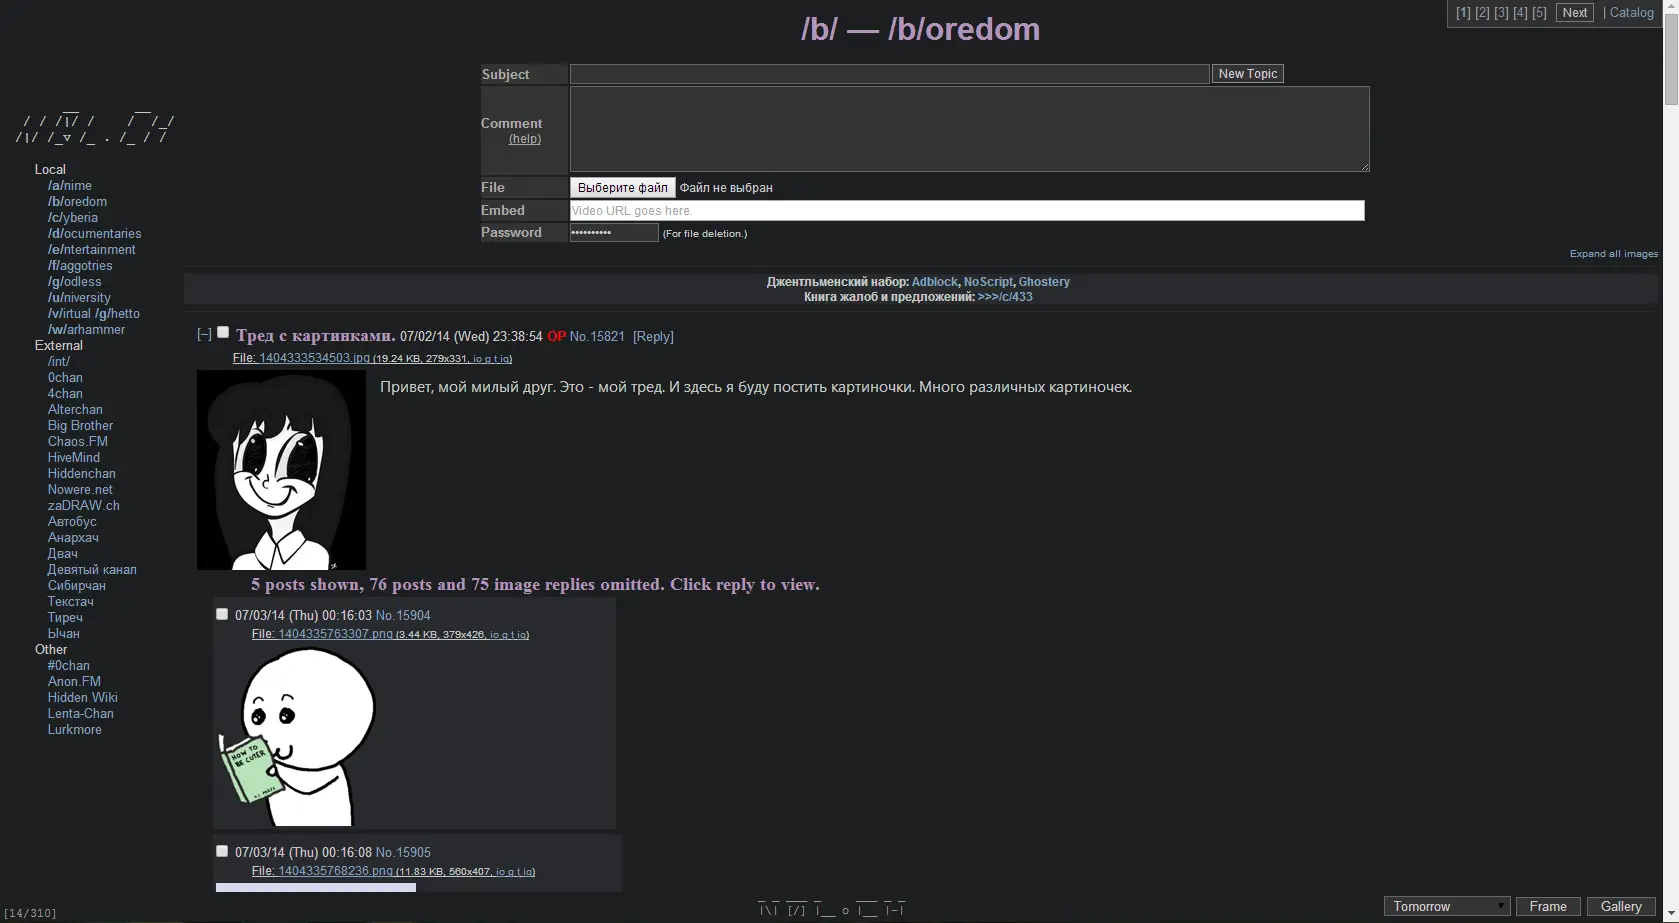 [1] [2] [3] [4] [5] Next | Catalog
/b/ — /b/oredom
Subject New Topic
Comment
(help)
File Выберите файл Файл не выбран
Embed Video URL goes here.
Password •••••••••• (For file deletion.)
Expand all images
Джентльменский набор: Adblock, NoScript, Ghostery
Книга жалоб и предложений: >>>/c/433
Local
/a/nime
/b/oredom
/c/yberia
/d/ocumentaries
/e/ntertainment
/f/aggotries
/g/odless
/u/niversity
/v/irtual /g/hetto
/w/arhammer
External
/int/
0chan
4chan
Alterchan
Big Brother
Chaos.FM
HiveMind
Hiddenchan
Nowere.net
zaDRAW.ch
Автобус
Анархач
Двач
Девятый канал
Сибирчан
Текстач
Тиреч
Ычан
Other
#0chan
Anon.FM
Hidden Wiki
Lenta-Chan
Lurkmore
[–] Тред с картинками. 07/02/14 (Wed) 23:38:54 OP No.15821 [Reply]
File: 1404333534503.jpg (19.24 KB, 279x331, io g t iq)
Привет, мой милый друг. Это - мой тред. И здесь я буду постить картиночки. Много различных картиночек.
5 posts shown, 76 posts and 75 image replies omitted. Click reply to view.
07/03/14 (Thu) 00:16:03 No.15904
File: 1404335763307.png (3.44 KB, 379x426, io g t iq)
HOW TO
BE CUTER
07/03/14 (Thu) 00:16:08 No.15905
File: 1404335768236.png (11.83 KB, 560x407, io g t iq)
[14/310]
Tomorrow Frame Gallery